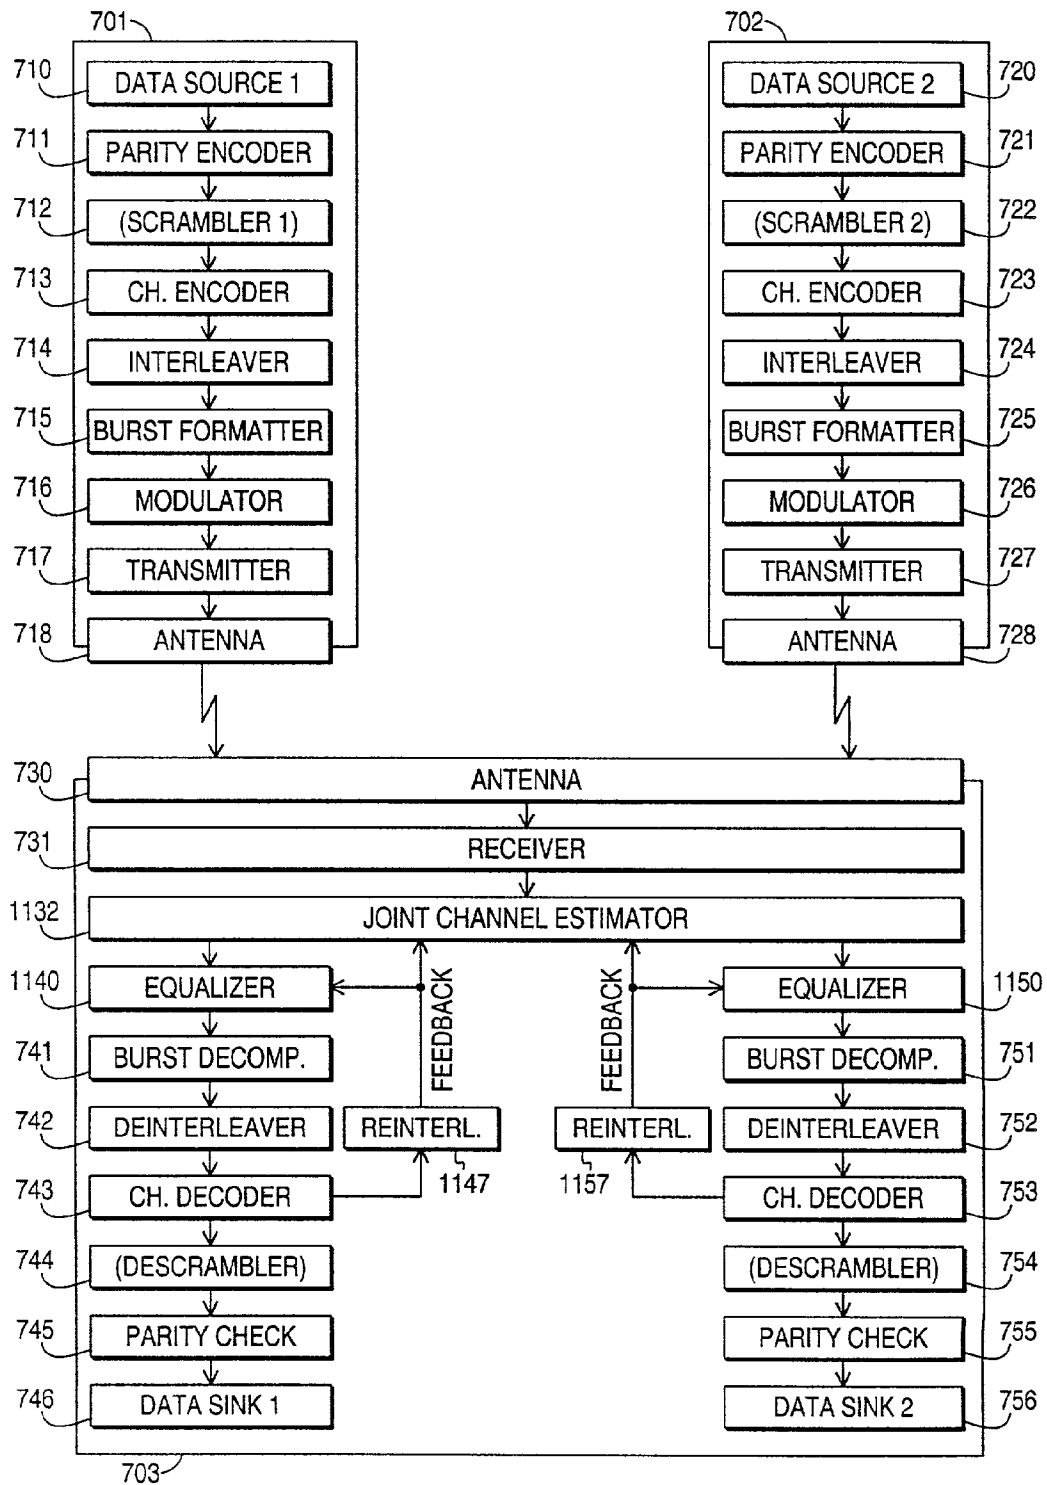 701
702
710
DATA SOURCE 1
DATA SOURCE 2
720
711
PARITY ENCODER
PARITY ENCODER
721
712
(SCRAMBLER 1)
(SCRAMBLER 2)
722
713
CH. ENCODER
CH. ENCODER
723
714
INTERLEAVER
INTERLEAVER
724
715
BURST FORMATTER
BURST FORMATTER
725
716
MODULATOR
MODULATOR
726
717
TRANSMITTER
TRANSMITTER
727
718
ANTENNA
ANTENNA
728
730
ANTENNA
731
RECEIVER
1132
JOINT CHANNEL ESTIMATOR
1140
EQUALIZER
FEEDBACK
FEEDBACK
EQUALIZER
1150
741
BURST DECOMP.
BURST DECOMP.
751
742
DEINTERLEAVER
REINTERL.
REINTERL.
DEINTERLEAVER
752
743
CH. DECODER
1147
1157
CH. DECODER
753
744
(DESCRAMBLER)
(DESCRAMBLER)
754
745
PARITY CHECK
PARITY CHECK
755
746
DATA SINK 1
DATA SINK 2
756
703